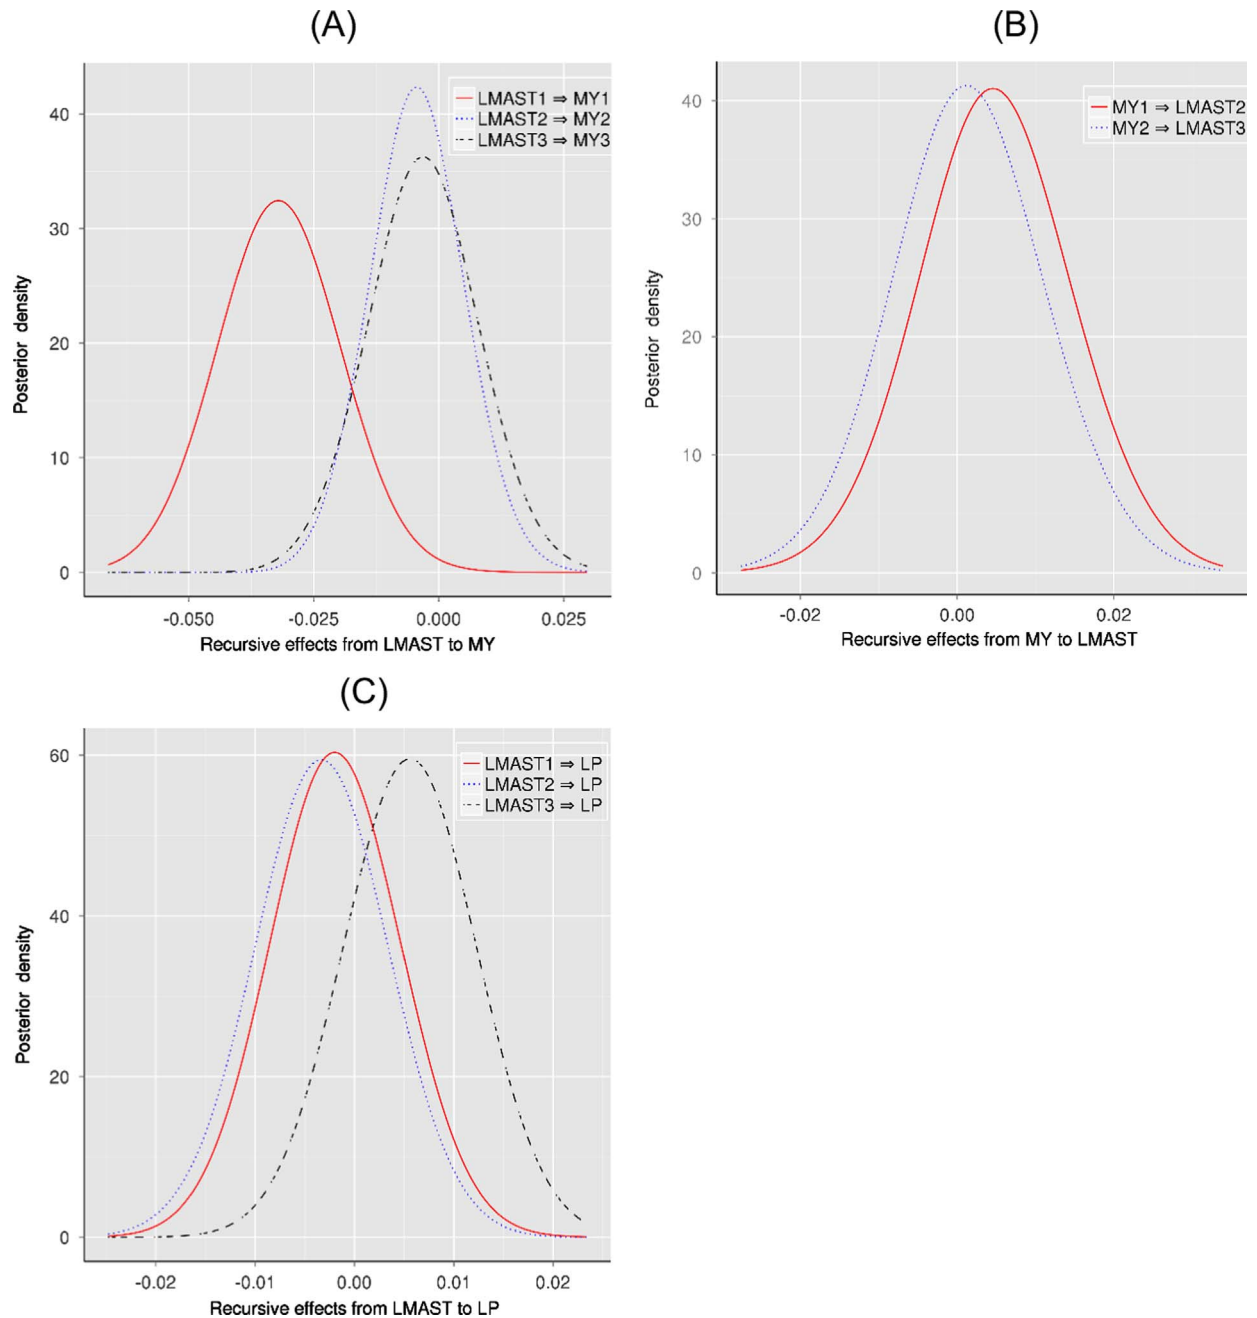 (A)
40
30
20
10
0
Posterior density
LMAST1 ⇒ MY1
LMAST2 ⇒ MY2
LMAST3 ⇒ MY3
-0.050 -0.025 0.000 0.025
Recursive effects from LMAST to MY
(B)
40
30
20
10
0
Posterior density
MY1 ⇒ LMAST2
MY2 ⇒ LMAST3
-0.02 0.00 0.02
Recursive effects from MY to LMAST
(C)
60
40
20
0
Posterior density
LMAST1 ⇒ LP
LMAST2 ⇒ LP
LMAST3 ⇒ LP
-0.02 -0.01 0.00 0.01 0.02
Recursive effects from LMAST to LP